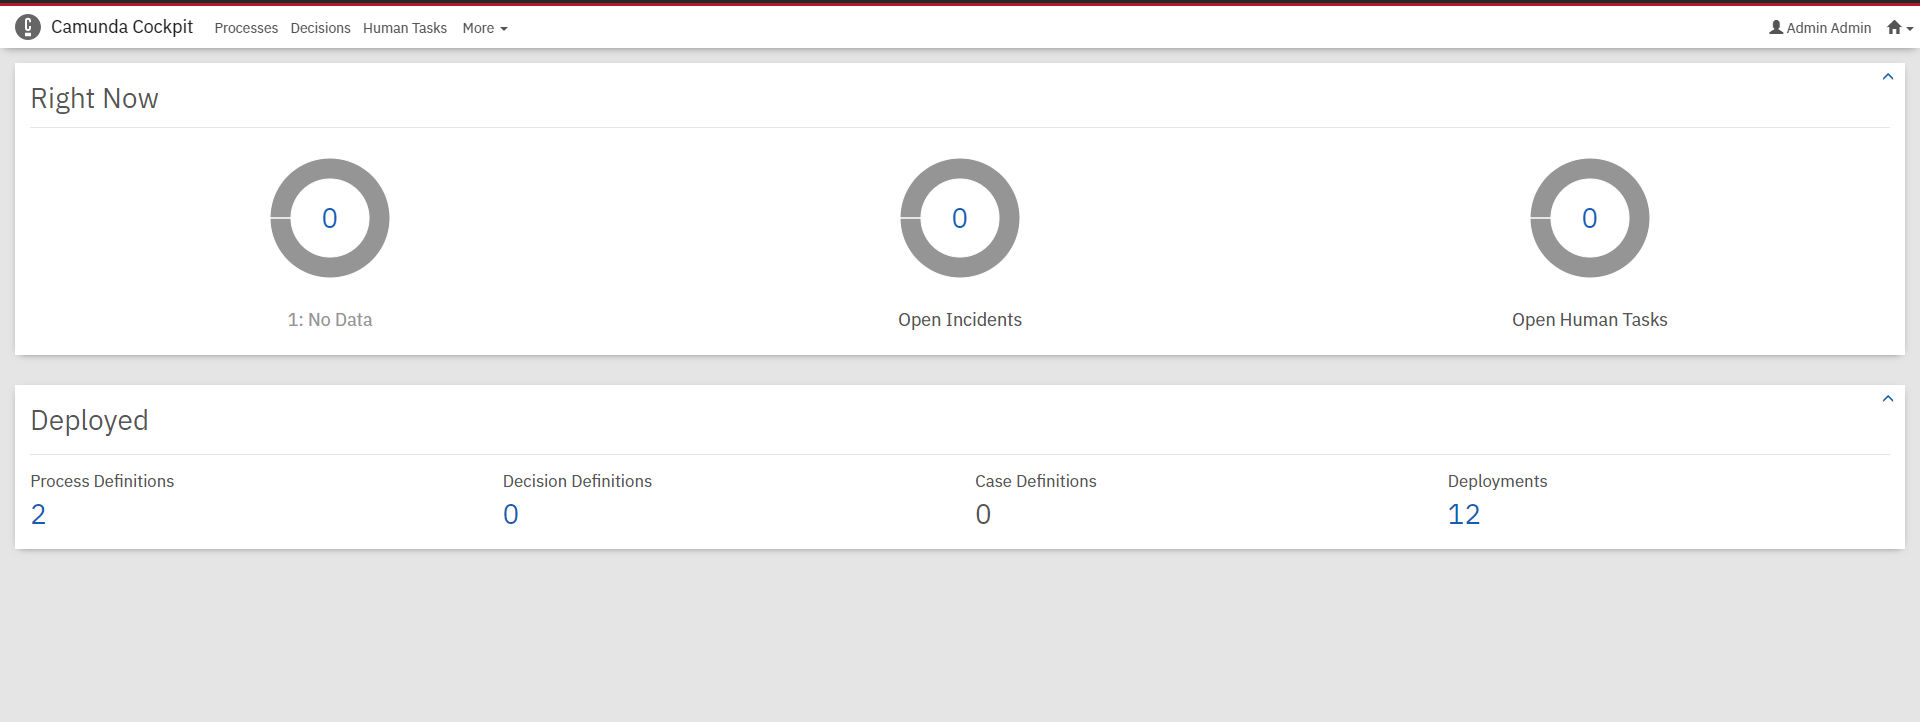 Camunda Cockpit Processes Decisions Human Tasks More Admin Admin
Right Now
0 0 0
1: No Data Open Incidents Open Human Tasks
Deployed
Process Definitions Decision Definitions Case Definitions Deployments
2 0 0 12